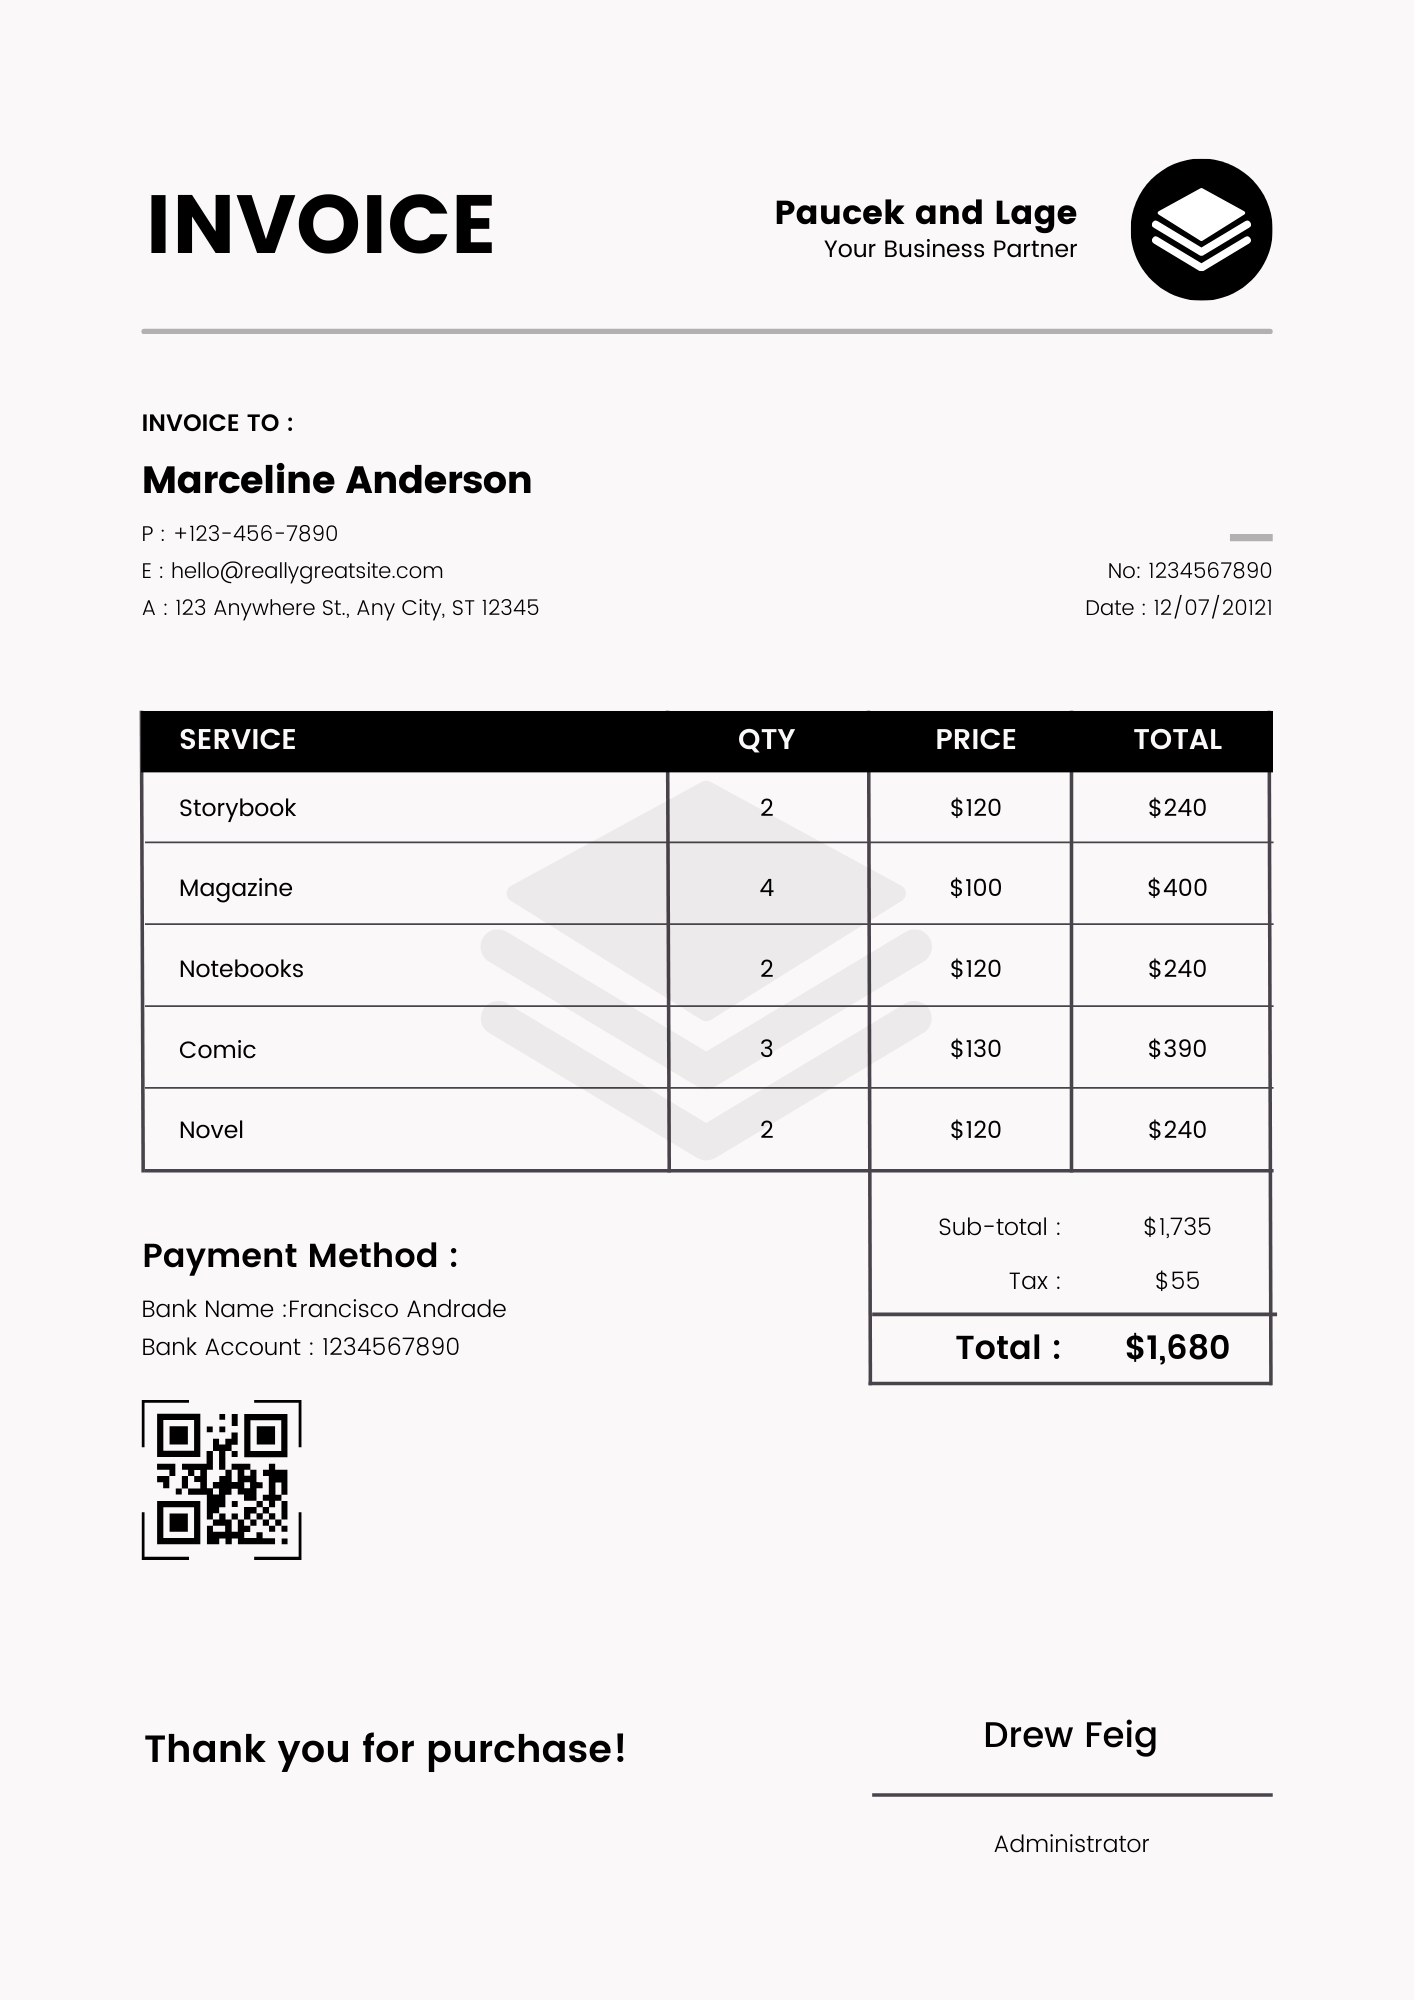 INVOICE
Paucek and Lage
Your Business Partner
INVOICE TO :
Marceline Anderson
P : +123-456-7890
E : hello@reallygreatsite.com
A : 123 Anywhere St., Any City, ST 12345
No: 1234567890
Date : 12/07/20121
SERVICE QTY PRICE TOTAL
Storybook 2 $120 $240
Magazine 4 $100 $400
Notebooks 2 $120 $240
Comic 3 $130 $390
Novel 2 $120 $240
Sub-total : $1,735
Tax : $55
Total : $1,680
Payment Method :
Bank Name :Francisco Andrade
Bank Account : 1234567890
Thank you for purchase!
Drew Feig
Administrator